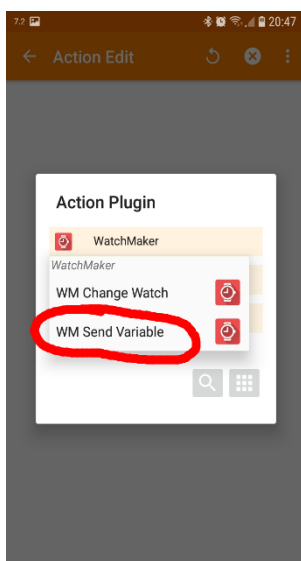 7.2 20:47
Action Edit
Action Plugin
WatchMaker
WatchMaker
WM Change Watch
WM Send Variable